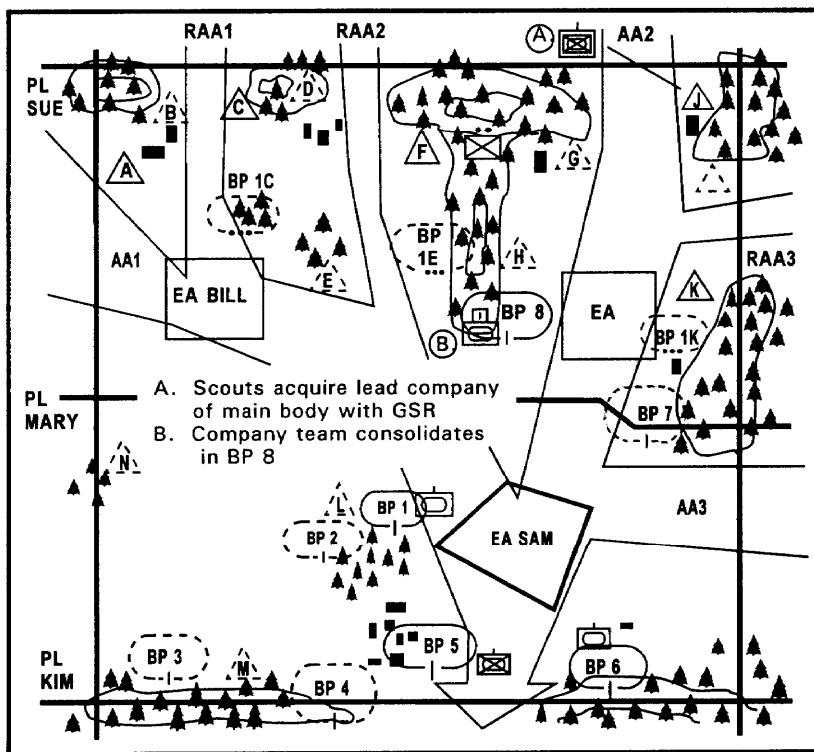 RAA1
RAA2
A
AA2
PL
SUE
B
C
D
J
A
F
G
BP 1C
BP
1E
H
AA1
E
RAA3
EA BILL
BP 8
EA
K
B
BP 1K
A. Scouts acquire lead company
of main body with GSR
B. Company team consolidates
in BP 8
PL
MARY
BP 7
N
L
BP 1
BP 2
EA SAM
AA3
BP 3
M
BP 4
BP 5
BP 6
PL
KIM